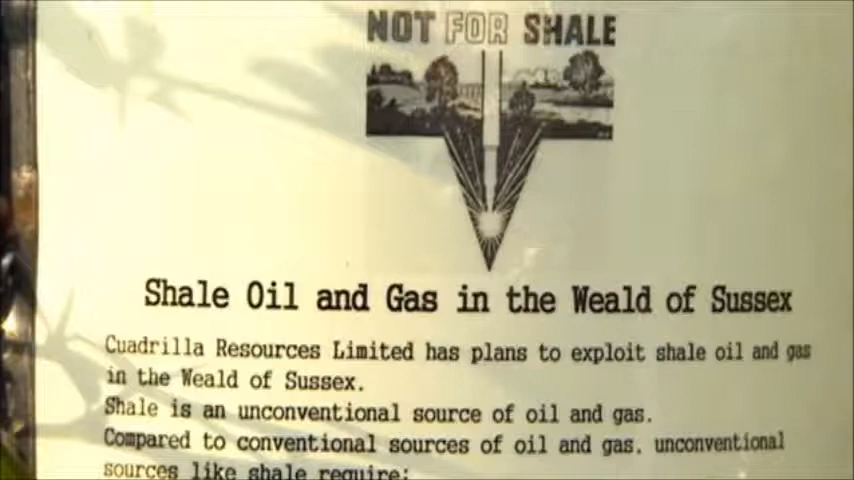 NOT FOR SHALE
Shale Oil and Gas in the Weald of Sussex
Cuadrilla Resources Limited has plans to exploit shale oil and gas
in the Weald of Sussex.
Shale is an unconventional source of oil and gas.
Compared to conventional sources of oil and gas, unconventional
sources like shale require: